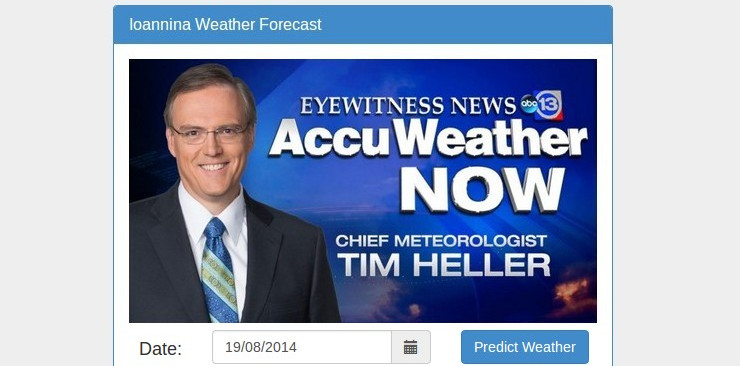 Ioannina Weather Forecast
EYEWITNESS NEWS abc 13
AccuWeather
NOW
CHIEF METEOROLOGIST
TIM HELLER
Date: 19/08/2014 Predict Weather